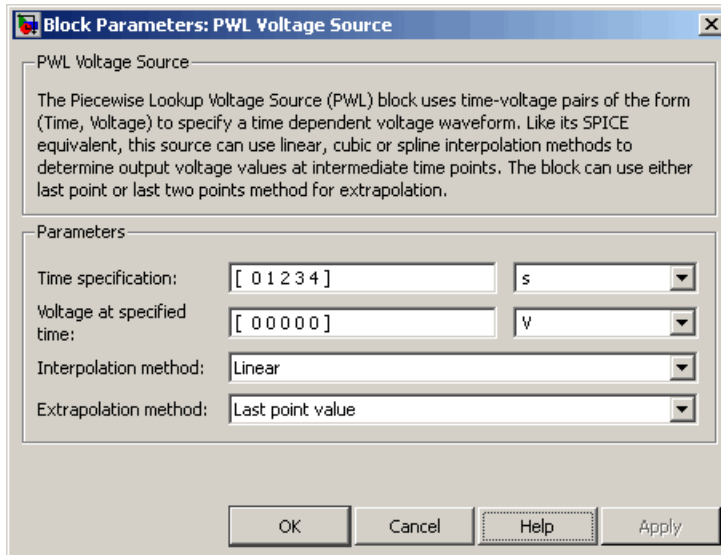 Block Parameters: PWL Voltage Source
PWL Voltage Source
The Piecewise Lookup Voltage Source (PWL) block uses time-voltage pairs of the form
(Time, Voltage) to specify a time dependent voltage waveform. Like its SPICE
equivalent, this source can use linear, cubic or spline interpolation methods to
determine output voltage values at intermediate time points. The block can use either
last point or last two points method for extrapolation.
Parameters
Time specification: [ 0 1 2 3 4 ] s
Voltage at specified
time: [ 0 0 0 0 0 ] V
Interpolation method: Linear
Extrapolation method: Last point value
OK Cancel Help Apply